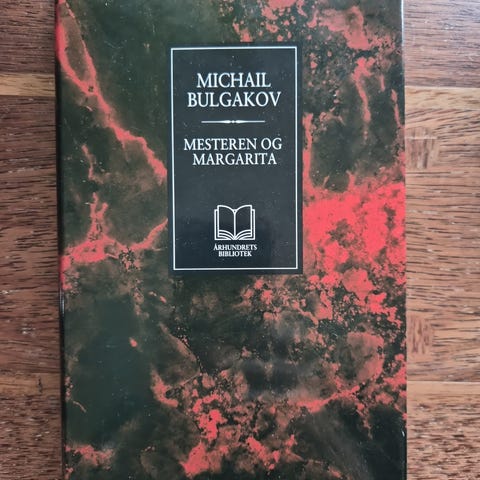 MICHAIL
BULGAKOV
MESTEREN OG
MARGARITA
ÅRHUNDRETS
BIBLIOTEK